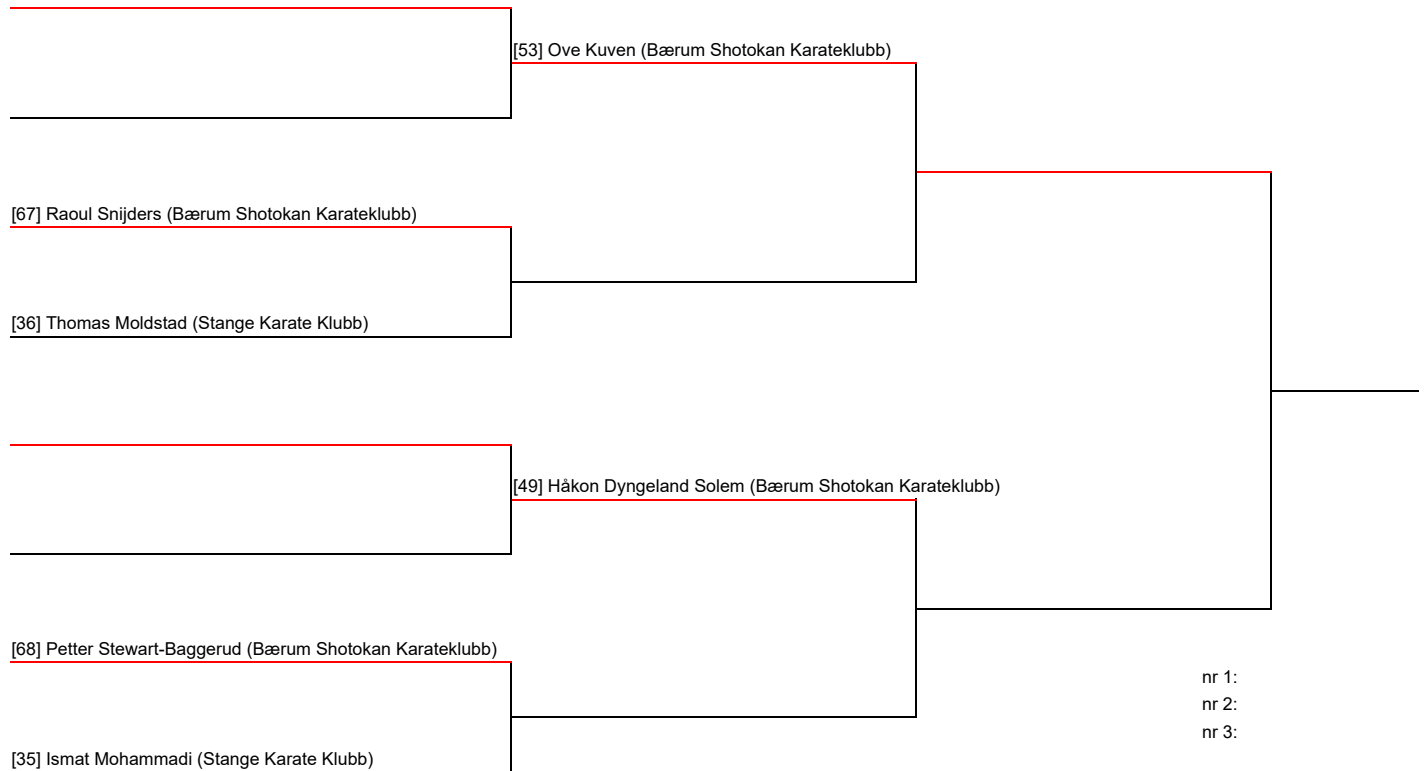 [53] Ove Kuven (Bærum Shotokan Karateklubb)
[67] Raoul Snijders (Bærum Shotokan Karateklubb)
[36] Thomas Moldstad (Stange Karate Klubb)
[49] Håkon Dyngeland Solem (Bærum Shotokan Karateklubb)
[68] Petter Stewart-Baggerud (Bærum Shotokan Karateklubb)
[35] Ismat Mohammadi (Stange Karate Klubb)
nr 1:
nr 2:
nr 3: